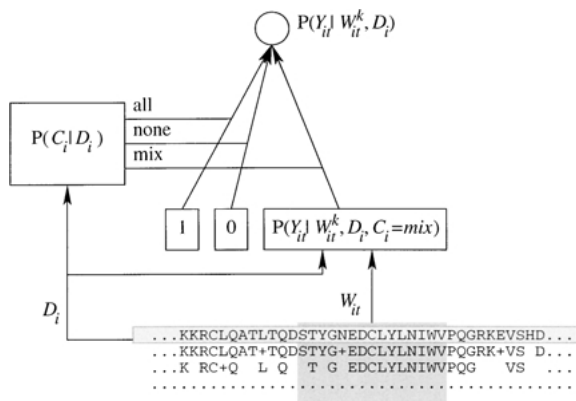 P(Y_it | W_it^k, D_i)
all
P(C_i | D_i)
none
mix
1
0
P(Y_it | W_it^k, D_i, C_i=mix)
D_i
W_it
...KKRCLQATLTQDSTYGNEDCLYLNIWVPQGRKEVSHD...
...KKRCLQAT+TQDSTYG+EDCLYLNIWVPQGRK+VS D...
...K RC+Q L Q T G EDCLYLNIWVPQG VS ...
........................................